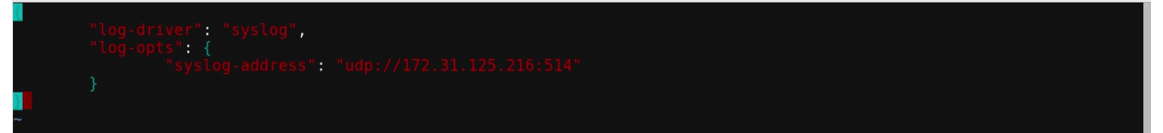 {
        "log-driver": "syslog",
        "log-opts": {
                "syslog-address": "udp://172.31.125.216:514"
        }
}
~